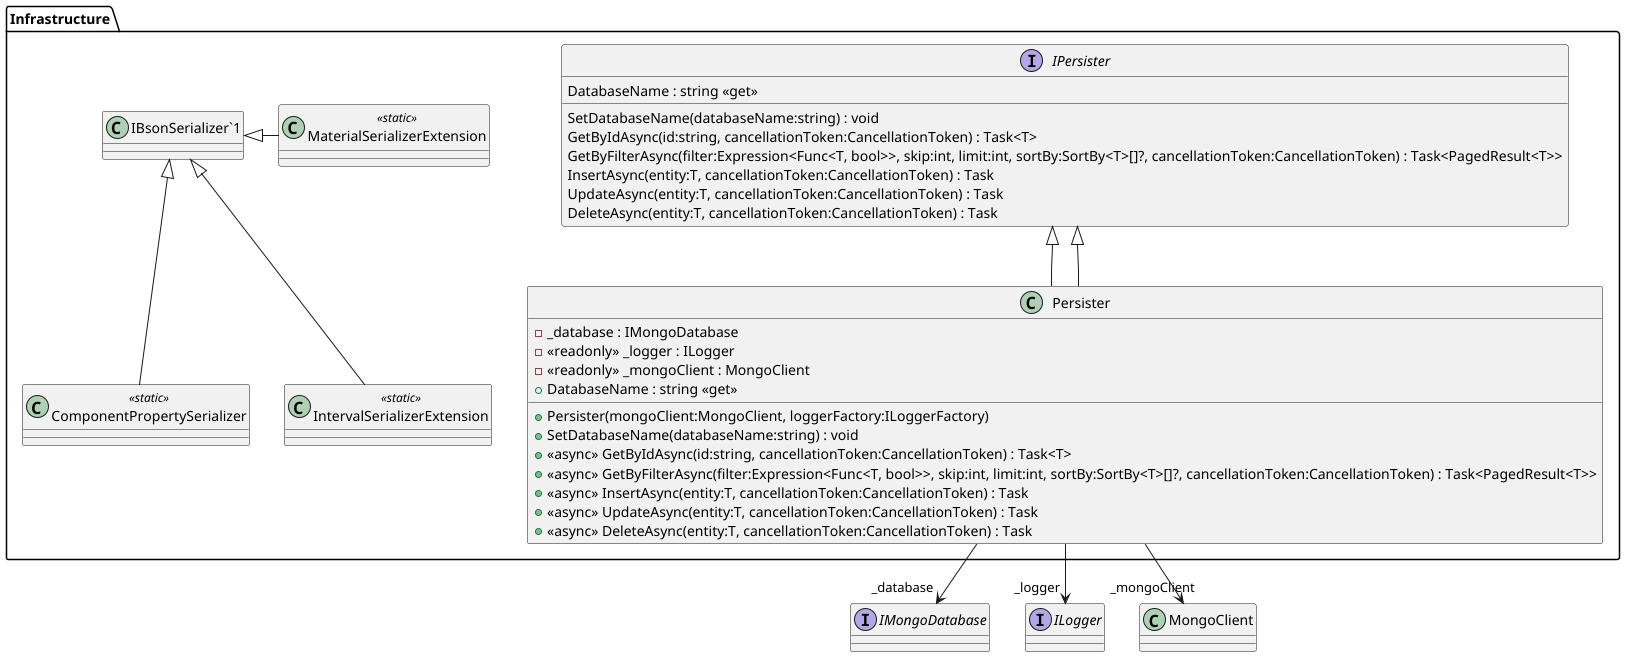 Infrastructure
I IPersister
DatabaseName : string «get»
SetDatabaseName(databaseName:string) : void
GetByIdAsync(id:string, cancellationToken:CancellationToken) : Task<T>
GetByFilterAsync(filter:Expression<Func<T, bool>>, skip:int, limit:int, sortBy:SortBy<T>[]?, cancellationToken:CancellationToken) : Task<PagedResult<T>>
InsertAsync(entity:T, cancellationToken:CancellationToken) : Task
UpdateAsync(entity:T, cancellationToken:CancellationToken) : Task
DeleteAsync(entity:T, cancellationToken:CancellationToken) : Task
C IBsonSerializer`1
C «static»
MaterialSerializerExtension
C Persister
_database : IMongoDatabase
«readonly» _logger : ILogger
«readonly» _mongoClient : MongoClient
DatabaseName : string «get»
Persister(mongoClient:MongoClient, loggerFactory:ILoggerFactory)
SetDatabaseName(databaseName:string) : void
«async» GetByIdAsync(id:string, cancellationToken:CancellationToken) : Task<T>
«async» GetByFilterAsync(filter:Expression<Func<T, bool>>, skip:int, limit:int, sortBy:SortBy<T>[]?, cancellationToken:CancellationToken) : Task<PagedResult<T>>
«async» InsertAsync(entity:T, cancellationToken:CancellationToken) : Task
«async» UpdateAsync(entity:T, cancellationToken:CancellationToken) : Task
«async» DeleteAsync(entity:T, cancellationToken:CancellationToken) : Task
C «static»
ComponentPropertySerializer
C «static»
IntervalSerializerExtension
_database
_logger
_mongoClient
I IMongoDatabase
I ILogger
C MongoClient